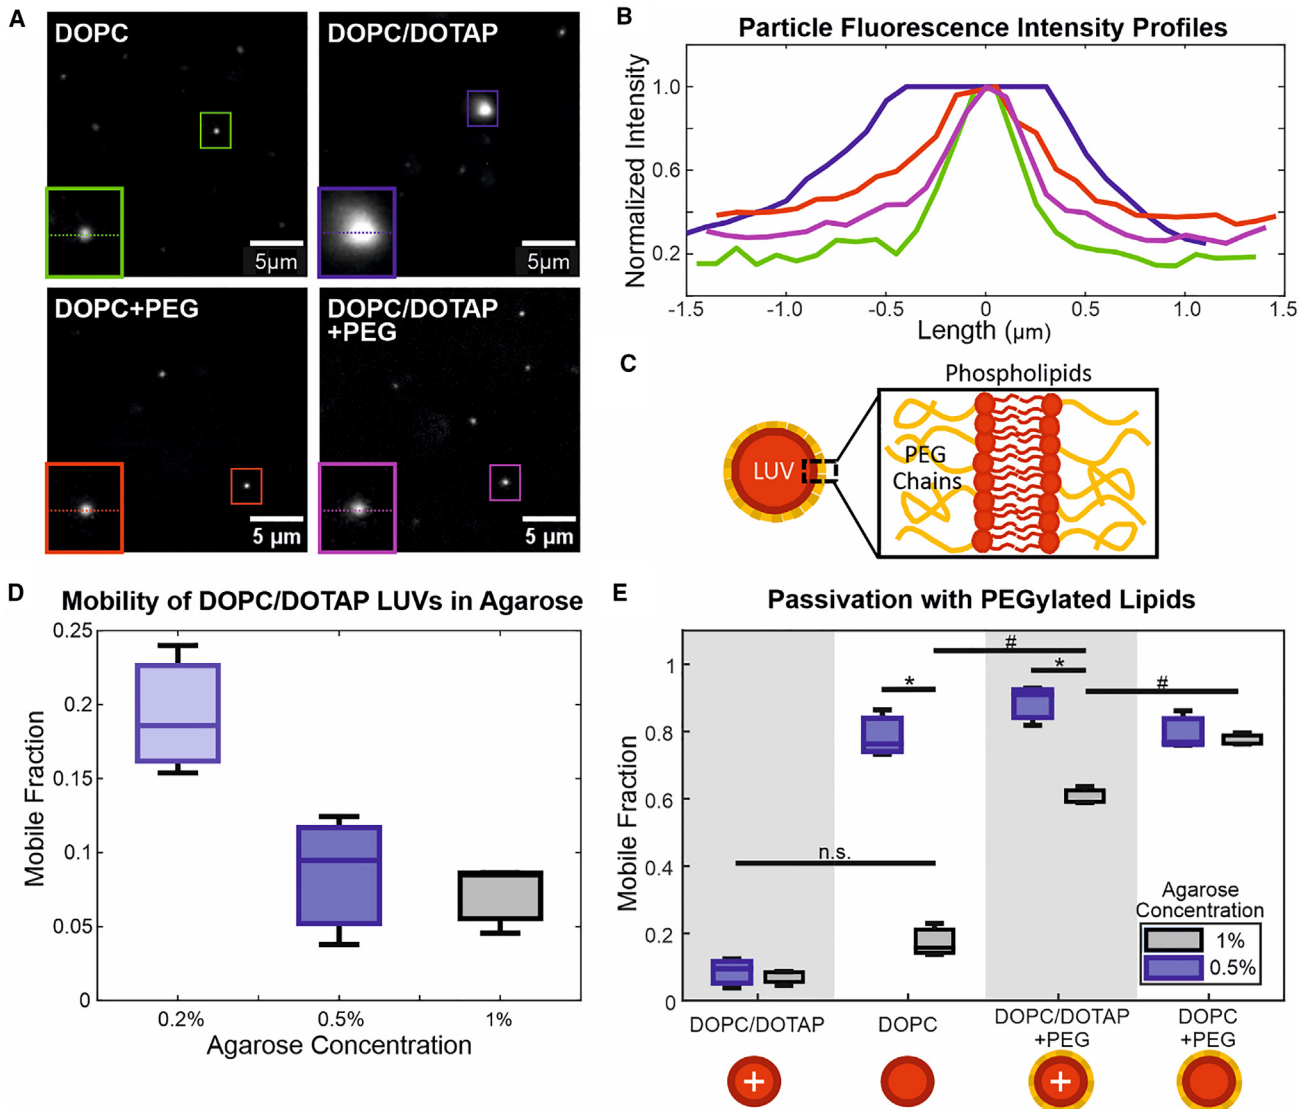 A
DOPC
5µm
DOPC/DOTAP
5µm
DOPC+PEG
5 µm
DOPC/DOTAP
+PEG
5 µm
B
Particle Fluorescence Intensity Profiles
Normalized Intensity
1.0
0.6
0.2
-1.5
-1.0
-0.5
0
0.5
1.0
1.5
Length (µm)
C
Phospholipids
LUV
PEG
Chains
D
Mobility of DOPC/DOTAP LUVs in Agarose
Mobile Fraction
0.25
0.2
0.15
0.1
0.05
0
0.2%
0.5%
1%
Agarose Concentration
E
Passivation with PEGylated Lipids
Mobile Fraction
1
0.8
0.6
0.4
0.2
0
n.s.
*
#
*
#
Agarose
Concentration
1%
0.5%
DOPC/DOTAP
DOPC
DOPC/DOTAP
+PEG
DOPC
+PEG
+
+